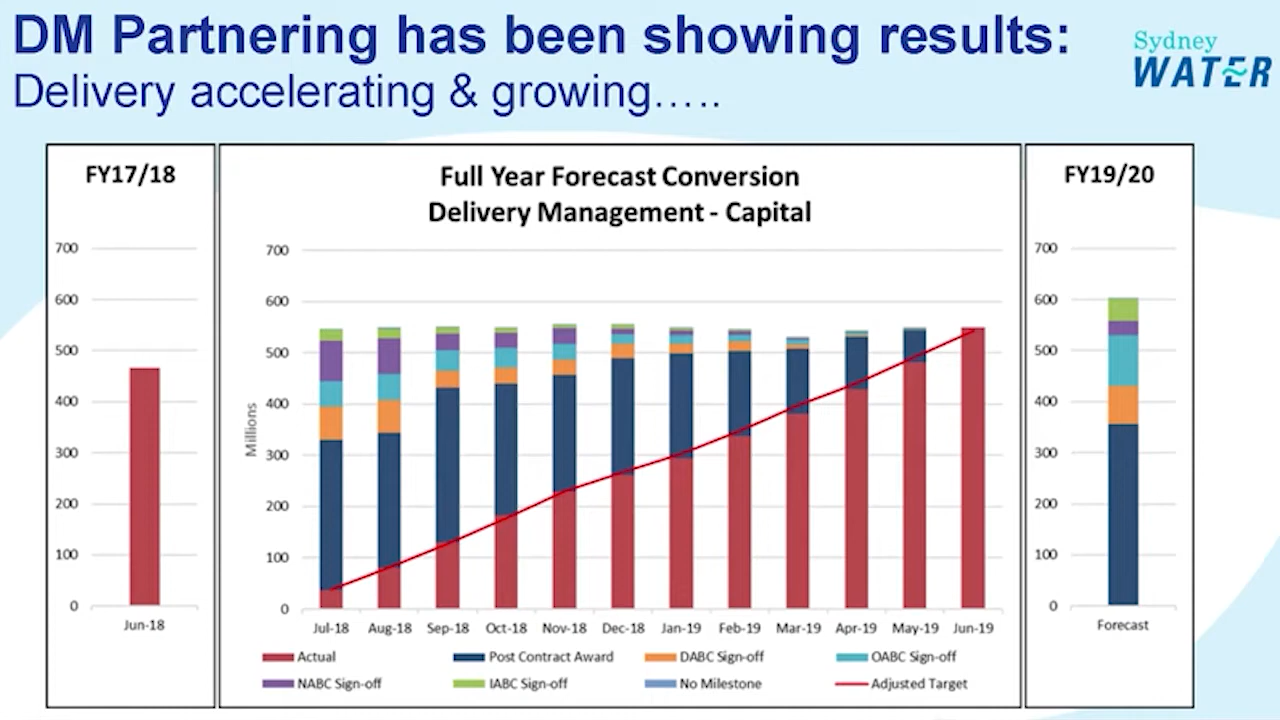 DM Partnering has been showing results:
Delivery accelerating & growing…..
Sydney
WATER
FY17/18
700
600
500
400
300
200
100
0
Jun-18
Full Year Forecast Conversion
Delivery Management - Capital
Millions
700
600
500
400
300
200
100
0
Jul-18 Aug-18 Sep-18 Oct-18 Nov-18 Dec-18 Jan-19 Feb-19 Mar-19 Apr-19 May-19 Jun-19
Actual Post Contract Award DABC Sign-off OABC Sign-off
NABC Sign-off IABC Sign-off No Milestone Adjusted Target
FY19/20
700
600
500
400
300
200
100
0
Forecast